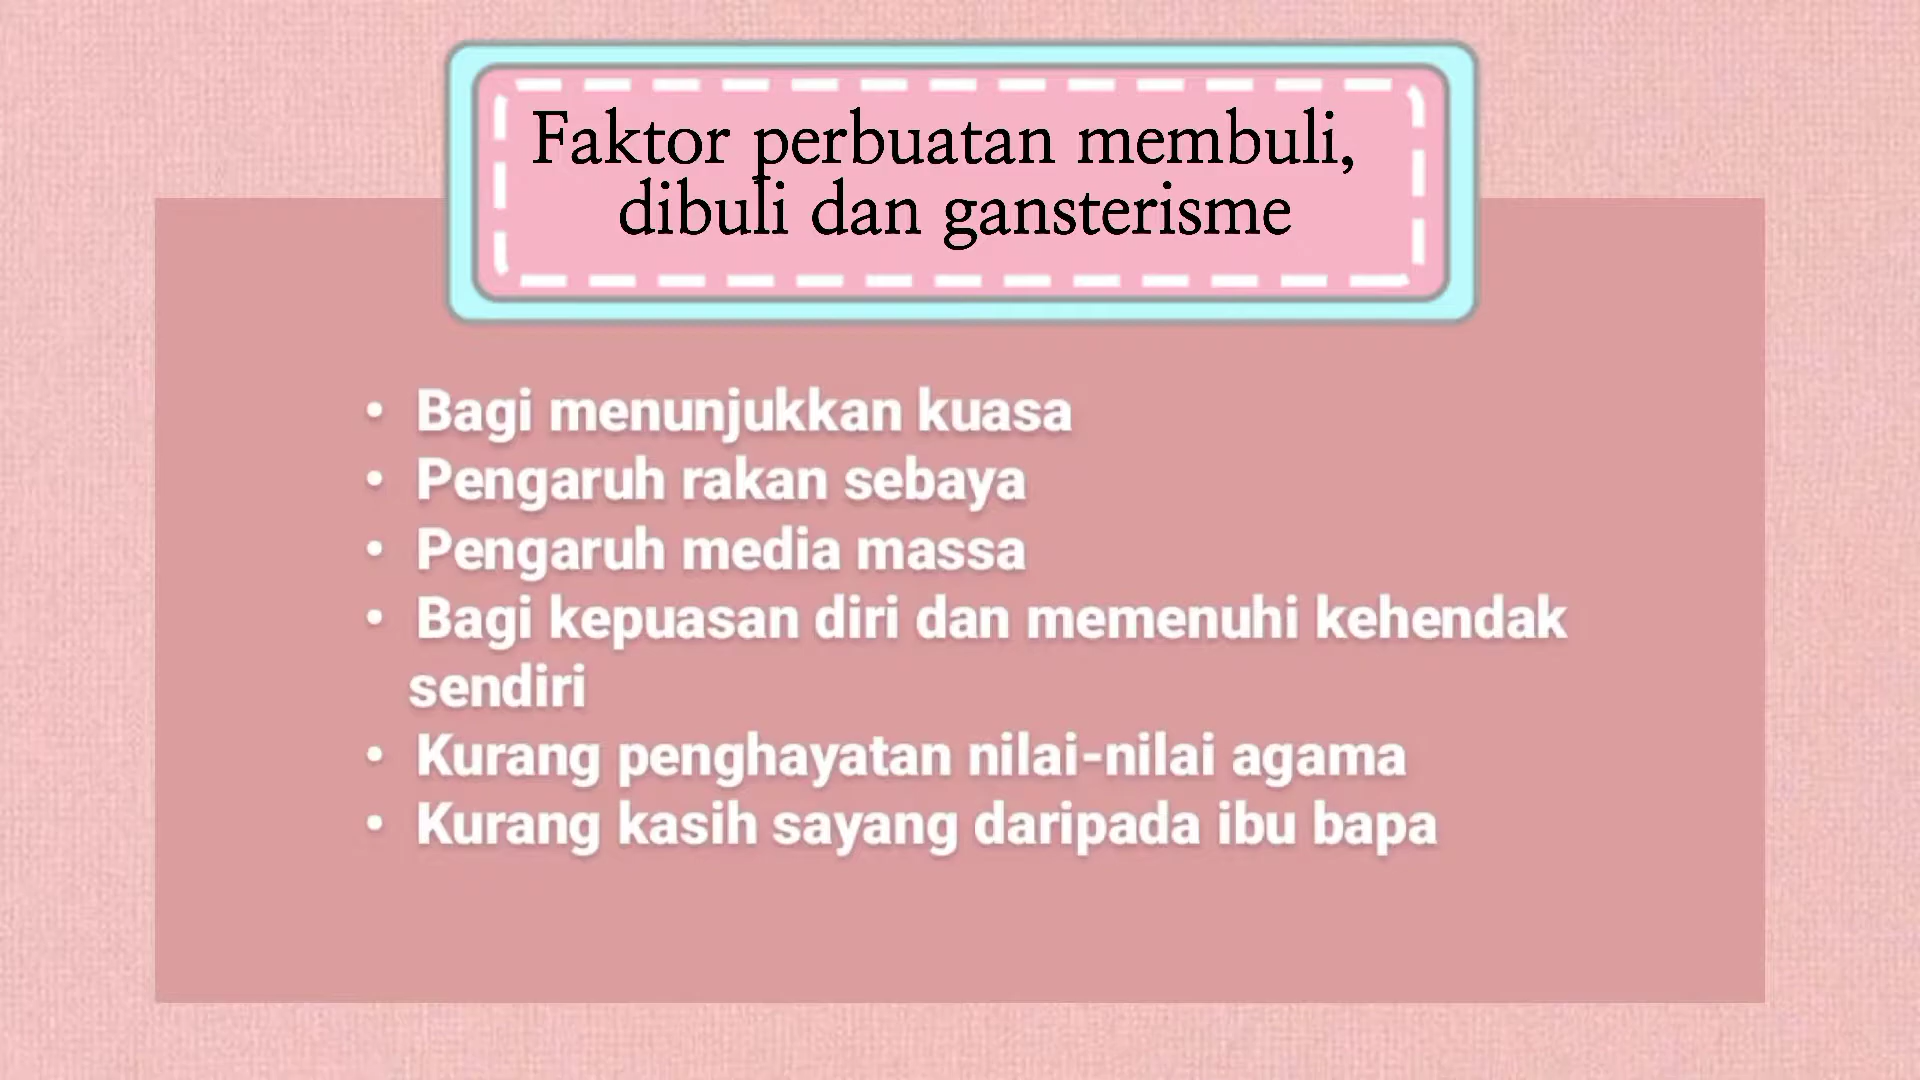 Faktor perbuatan membuli,
dibuli dan gansterisme
• Bagi menunjukkan kuasa
• Pengaruh rakan sebaya
• Pengaruh media massa
• Bagi kepuasan diri dan memenuhi kehendak
sendiri
• Kurang penghayatan nilai-nilai agama
• Kurang kasih sayang daripada ibu bapa